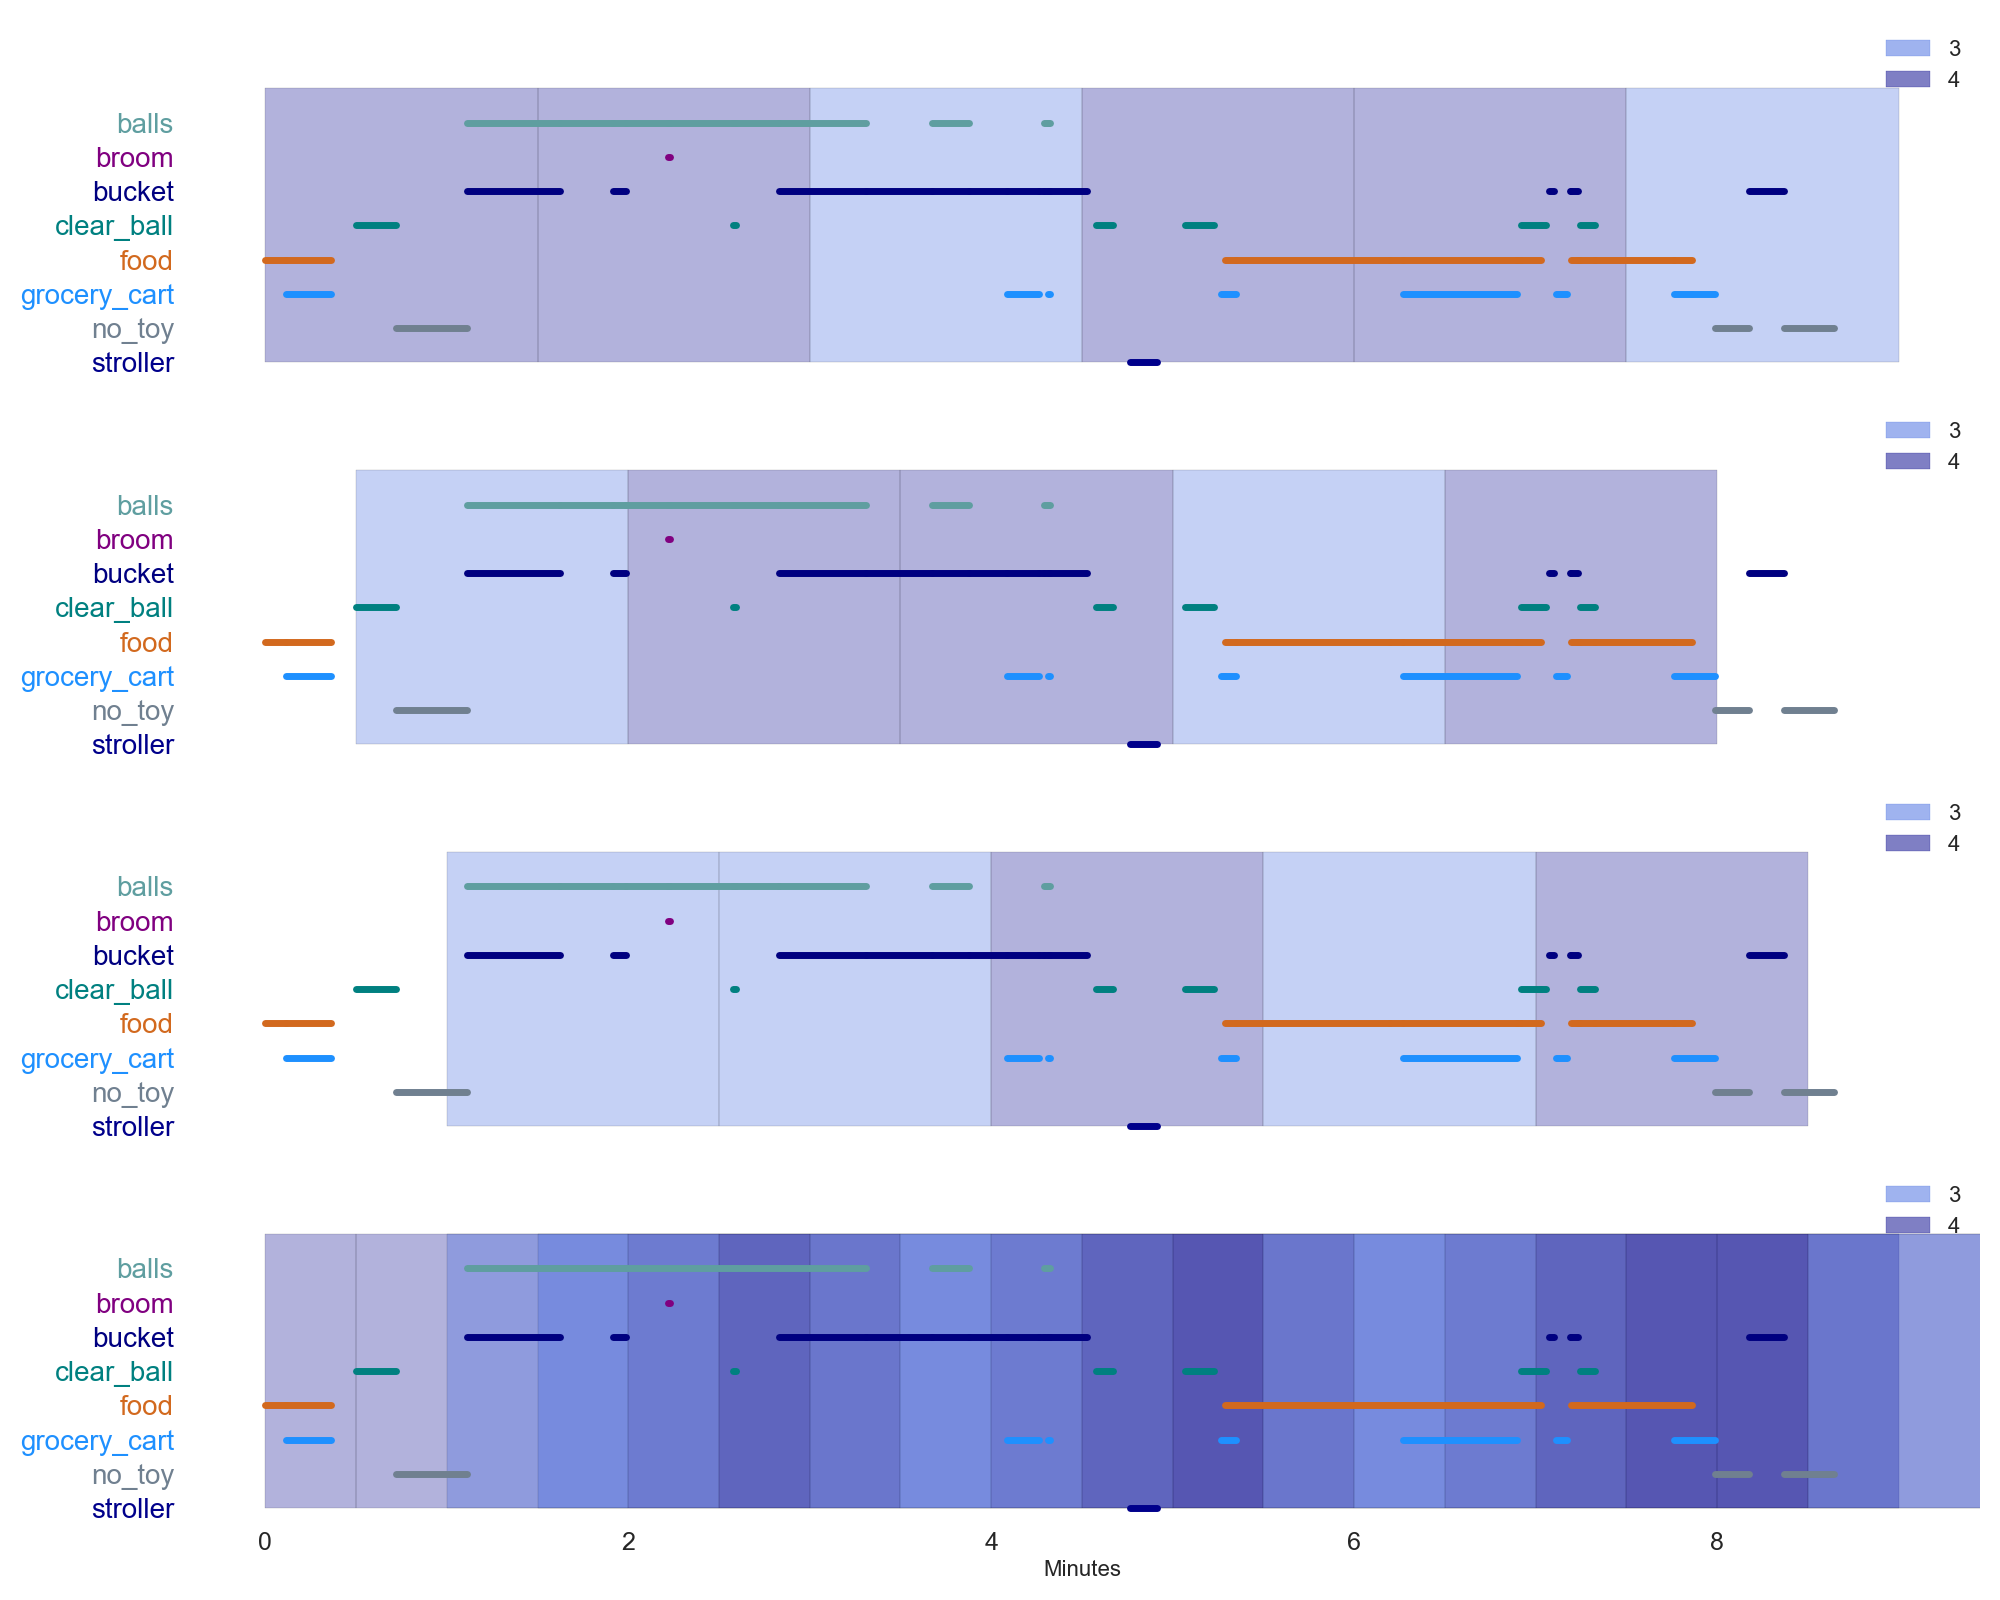 3
4
balls
broom
bucket
clear_ball
food
grocery_cart
no_toy
stroller
3
4
balls
broom
bucket
clear_ball
food
grocery_cart
no_toy
stroller
3
4
balls
broom
bucket
clear_ball
food
grocery_cart
no_toy
stroller
3
4
balls
broom
bucket
clear_ball
food
grocery_cart
no_toy
stroller
0 2 4 6 8
Minutes